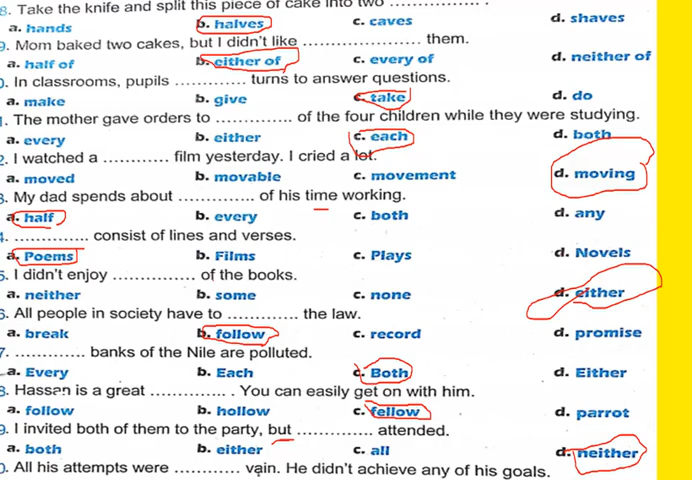 8. Take the knife and split this piece of cake into two ................
a. hands b. halves c. caves d. shaves
9. Mom baked two cakes, but I didn't like .................... them.
a. half of b. either of c. every of d. neither of
0. In classrooms, pupils ............ turns to answer questions.
a. make b. give c. take d. do
1. The mother gave orders to ............. of the four children while they were studying.
a. every b. either c. each d. both
2. I watched a ........... film yesterday. I cried a lot.
a. moved b. movable c. movement d. moving
3. My dad spends about ............. of his time working.
a. half b. every c. both d. any
4. ............. consist of lines and verses.
a. Poems b. Films c. Plays d. Novels
5. I didn't enjoy .............. of the books.
a. neither b. some c. none d. either
6. All people in society have to ............ the law.
a. break b. follow c. record d. promise
7. ............. banks of the Nile are polluted.
a. Every b. Each c. Both d. Either
8. Hassan is a great ............. . You can easily get on with him.
a. follow b. hollow c. fellow d. parrot
9. I invited both of them to the party, but ............. attended.
a. both b. either c. all d. neither
0. All his attempts were ........... vain. He didn't achieve any of his goals.